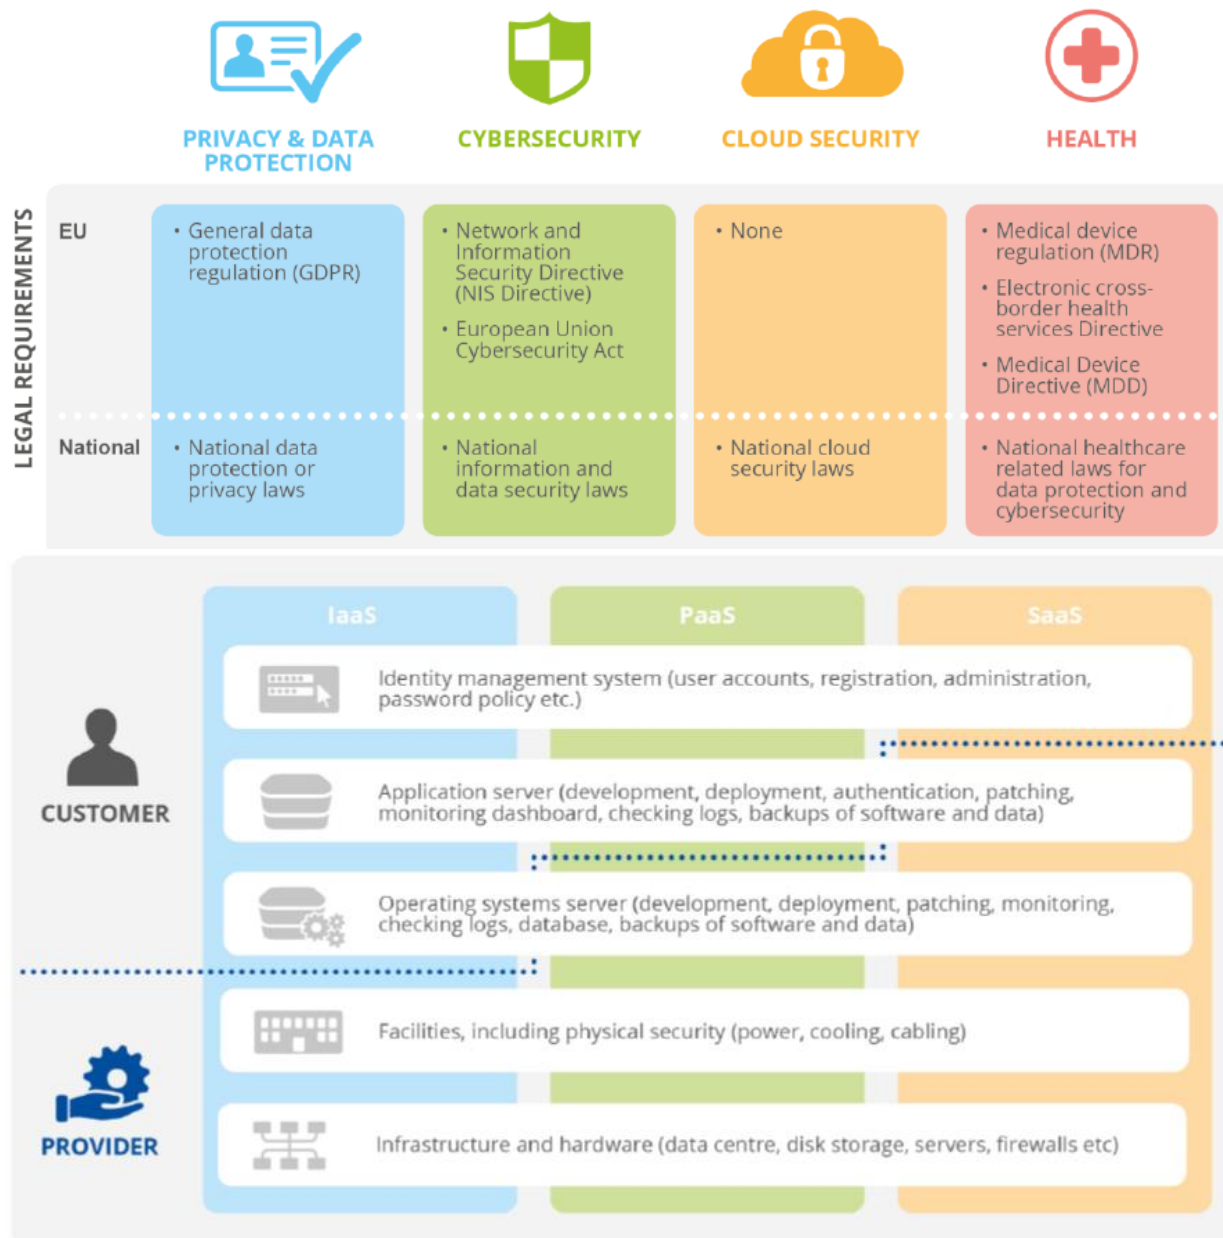 PRIVACY & DATA
PROTECTION
CYBERSECURITY
CLOUD SECURITY
HEALTH
LEGAL REQUIREMENTS
EU
• General data
protection
regulation (GDPR)
• Network and
Information
Security Directive
(NIS Directive)
• European Union
Cybersecurity Act
• None
• Medical device
regulation (MDR)
• Electronic cross-
border health
services Directive
• Medical Device
Directive (MDD)
National
• National data
protection or
privacy laws
• National
information and
data security laws
• National cloud
security laws
• National healthcare
related laws for
data protection and
cybersecurity
IaaS
PaaS
SaaS
CUSTOMER
Identity management system (user accounts, registration, administration,
password policy etc.)
Application server (development, deployment, authentication, patching,
monitoring dashboard, checking logs, backups of software and data)
Operating systems server (development, deployment, patching, monitoring,
checking logs, database, backups of software and data)
PROVIDER
Facilities, including physical security (power, cooling, cabling)
Infrastructure and hardware (data centre, disk storage, servers, firewalls etc)